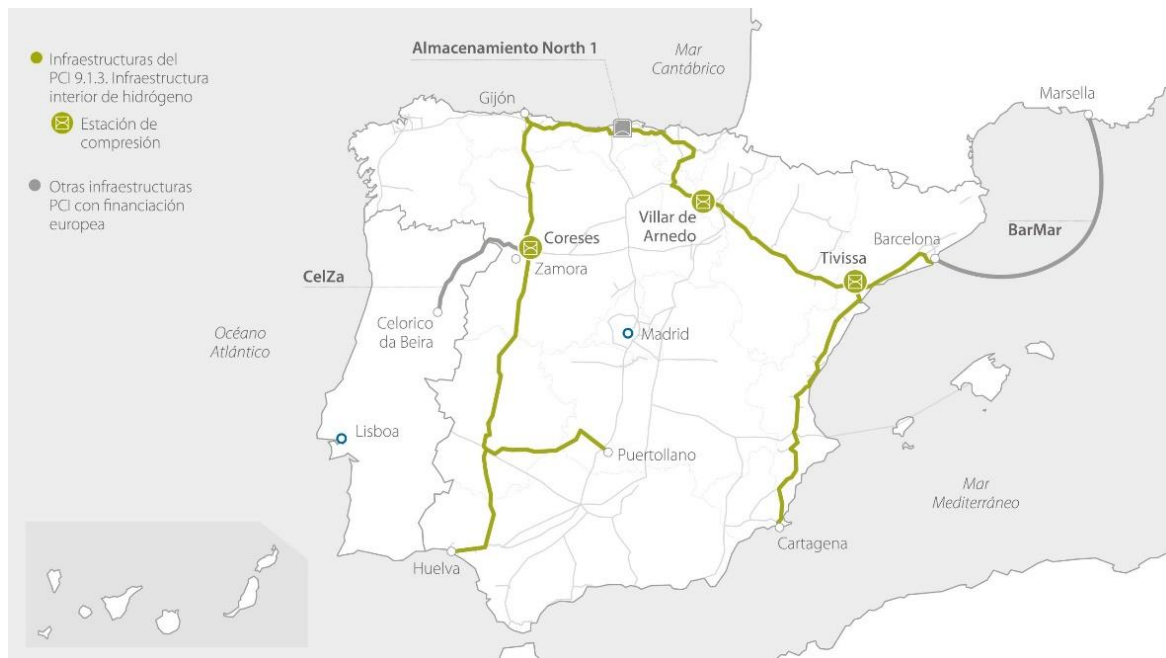 Infraestructuras del
PCI 9.1.3. Infraestructura
interior de hidrógeno
Estación de
compresión
Otras infraestructuras
PCI con financiación
europea
Almacenamiento North 1
Mar
Cantábrico
Gijón
Marsella
Villar de
Arnedo
Coreses
Zamora
CelZa
Celorico
da Beira
Tivissa
Barcelona
BarMar
Océano
Atlántico
Madrid
Lisboa
Puertollano
Mar
Mediterráneo
Cartagena
Huelva